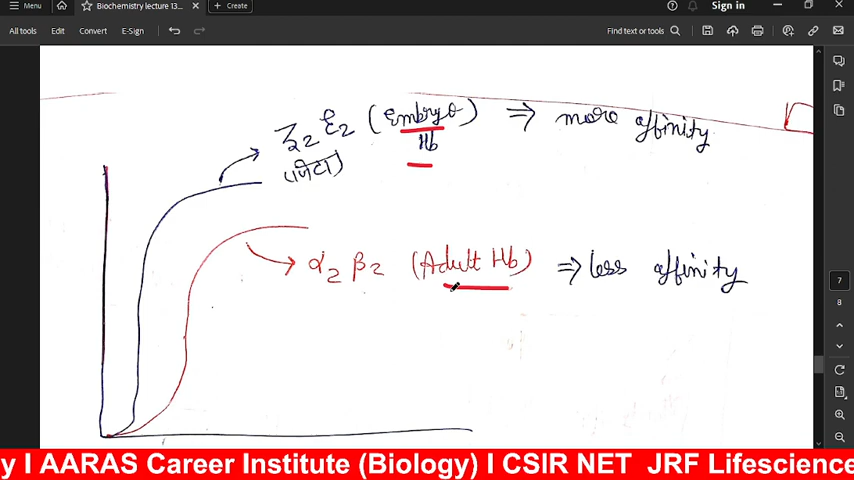 Menu
Biochemistry lecture 13...
Create
Sign in
All tools Edit Convert E-Sign
Find text or tools
ζ2 ε2 (Embryo Hb) ⇒ more affinity
(जीटा)
α2 β2 (Adult Hb) ⇒ less affinity
7
8
y I AARAS Career Institute (Biology) I CSIR NET JRF Lifescience